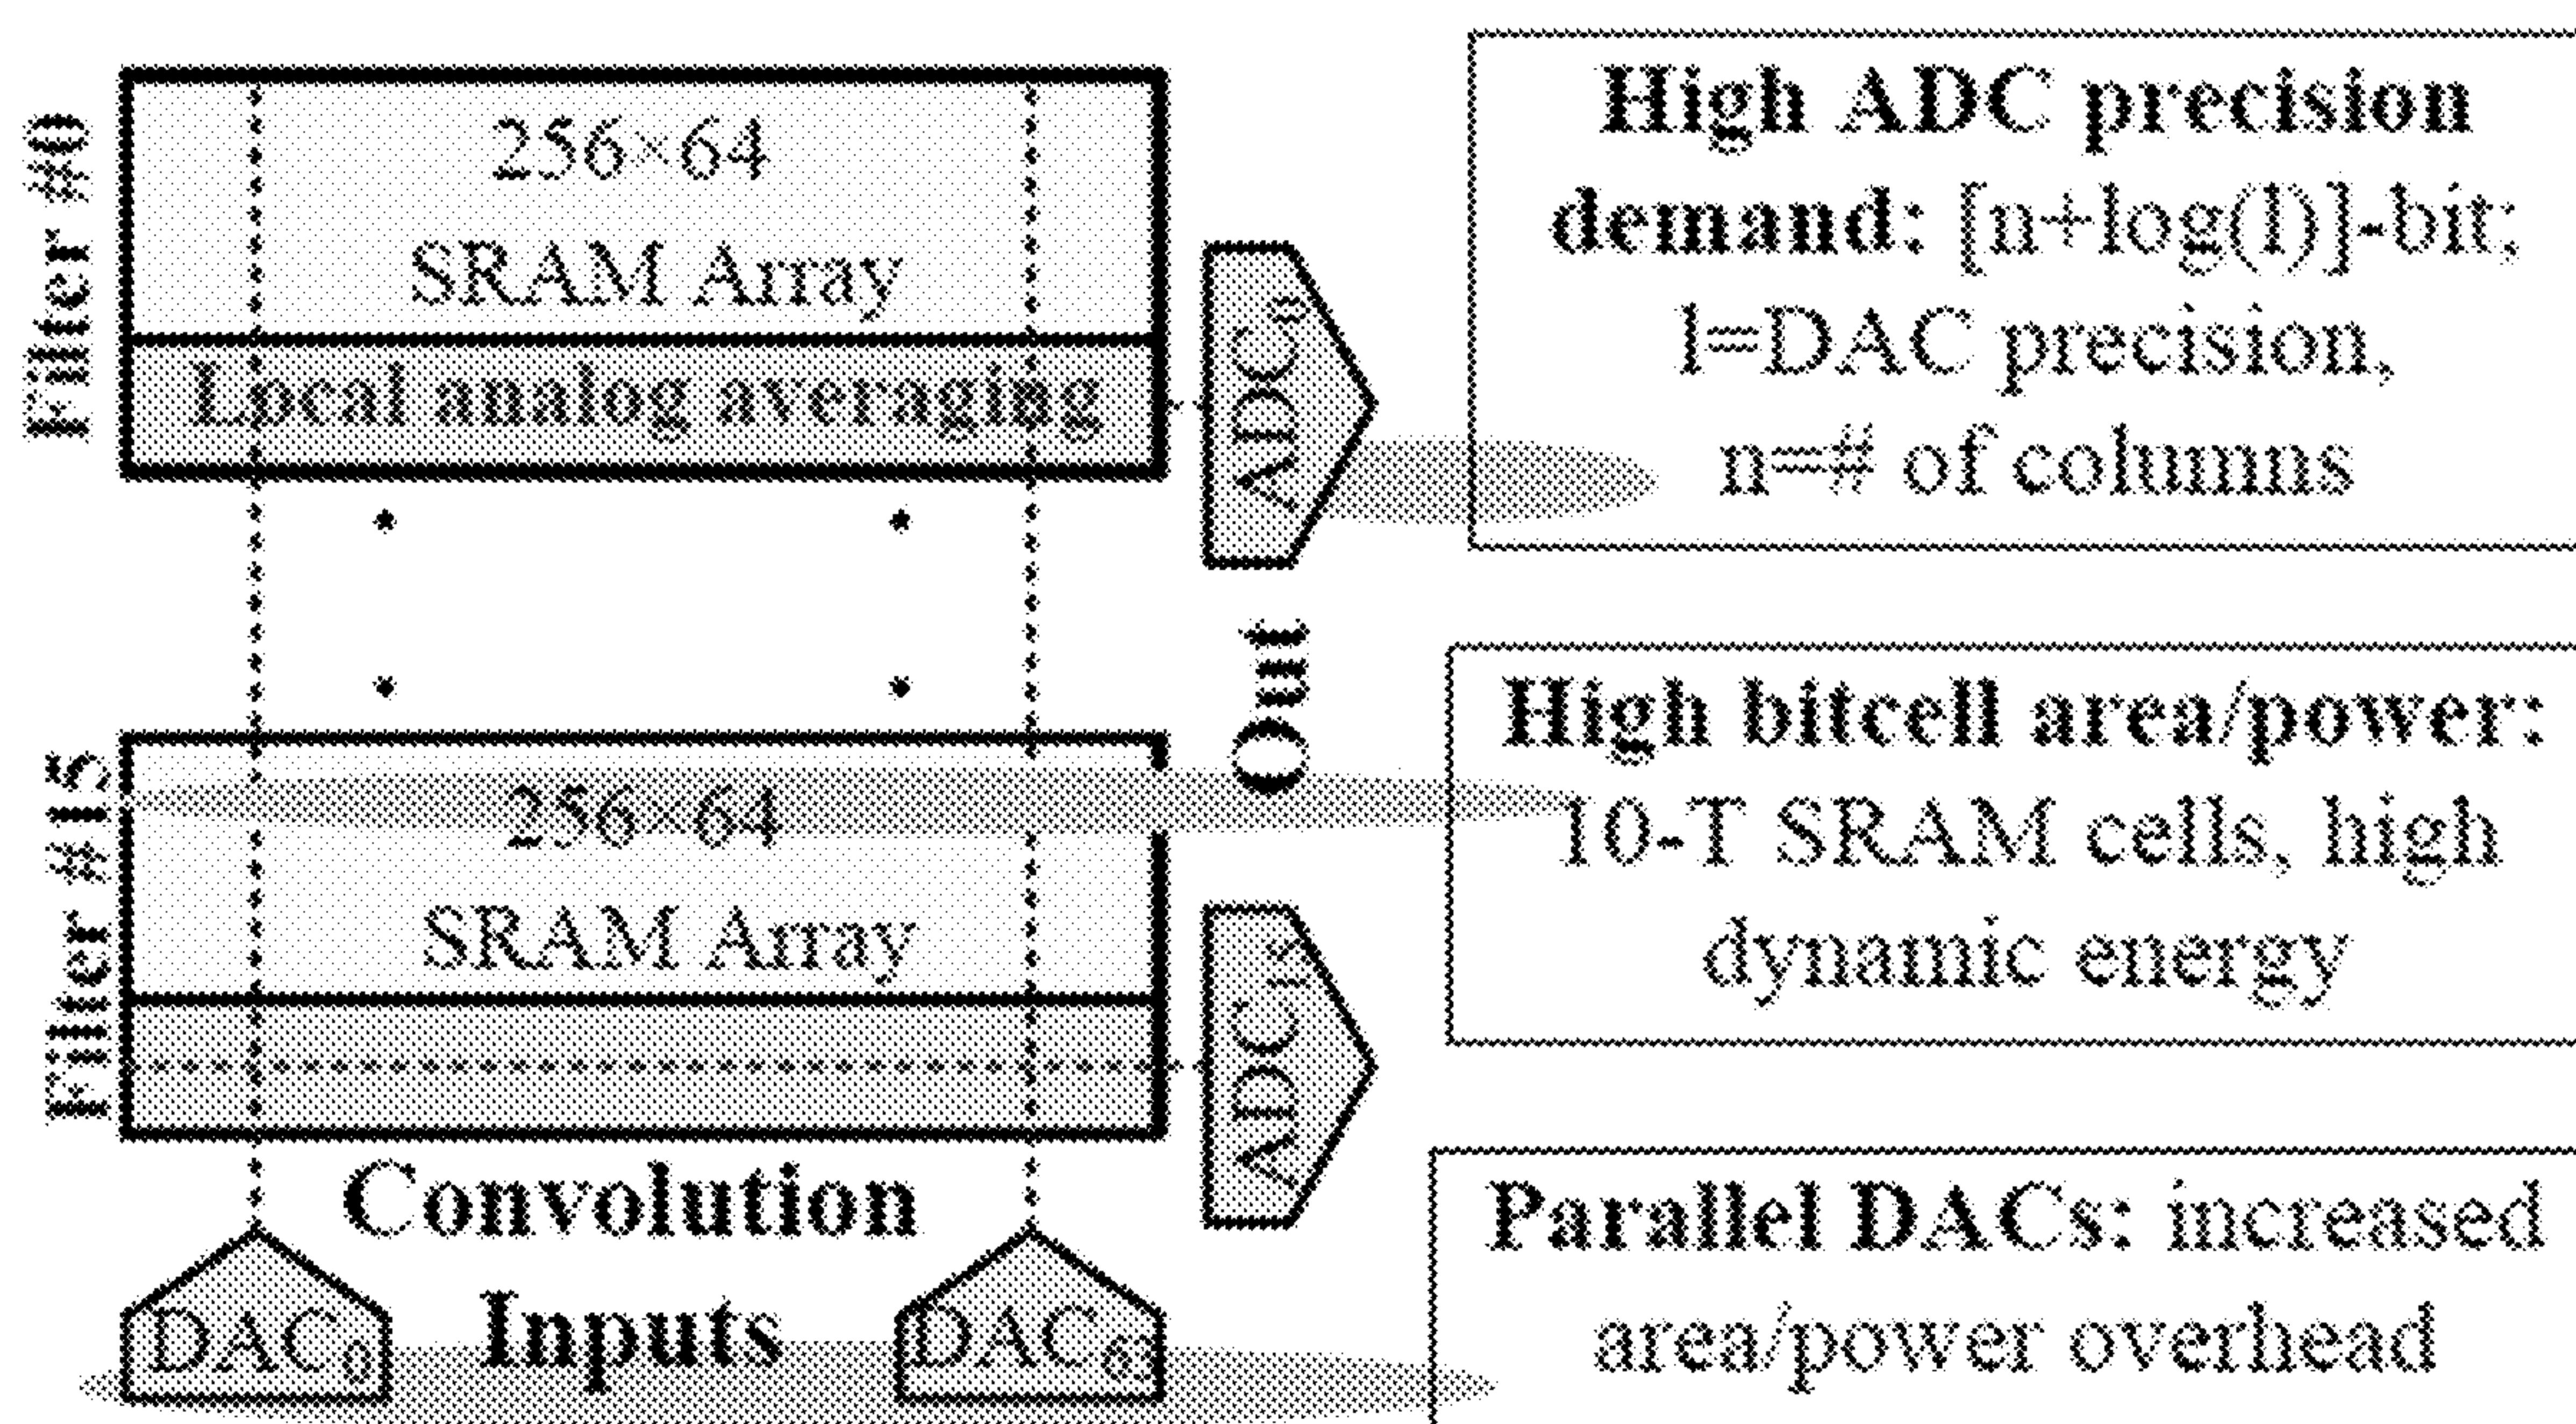 Filter #0
256×64
SRAM Array
Local analog averaging
ADC0
High ADC precision
demand: [n+log(l)]-bit;
l=DAC precision,
n=# of columns
Out
Filter #15
256×64
SRAM Array
ADC15
High bitcell area/power:
10-T SRAM cells, high
dynamic energy
Convolution
Inputs
DAC0
DAC63
Parallel DACs: increased
area/power overhead